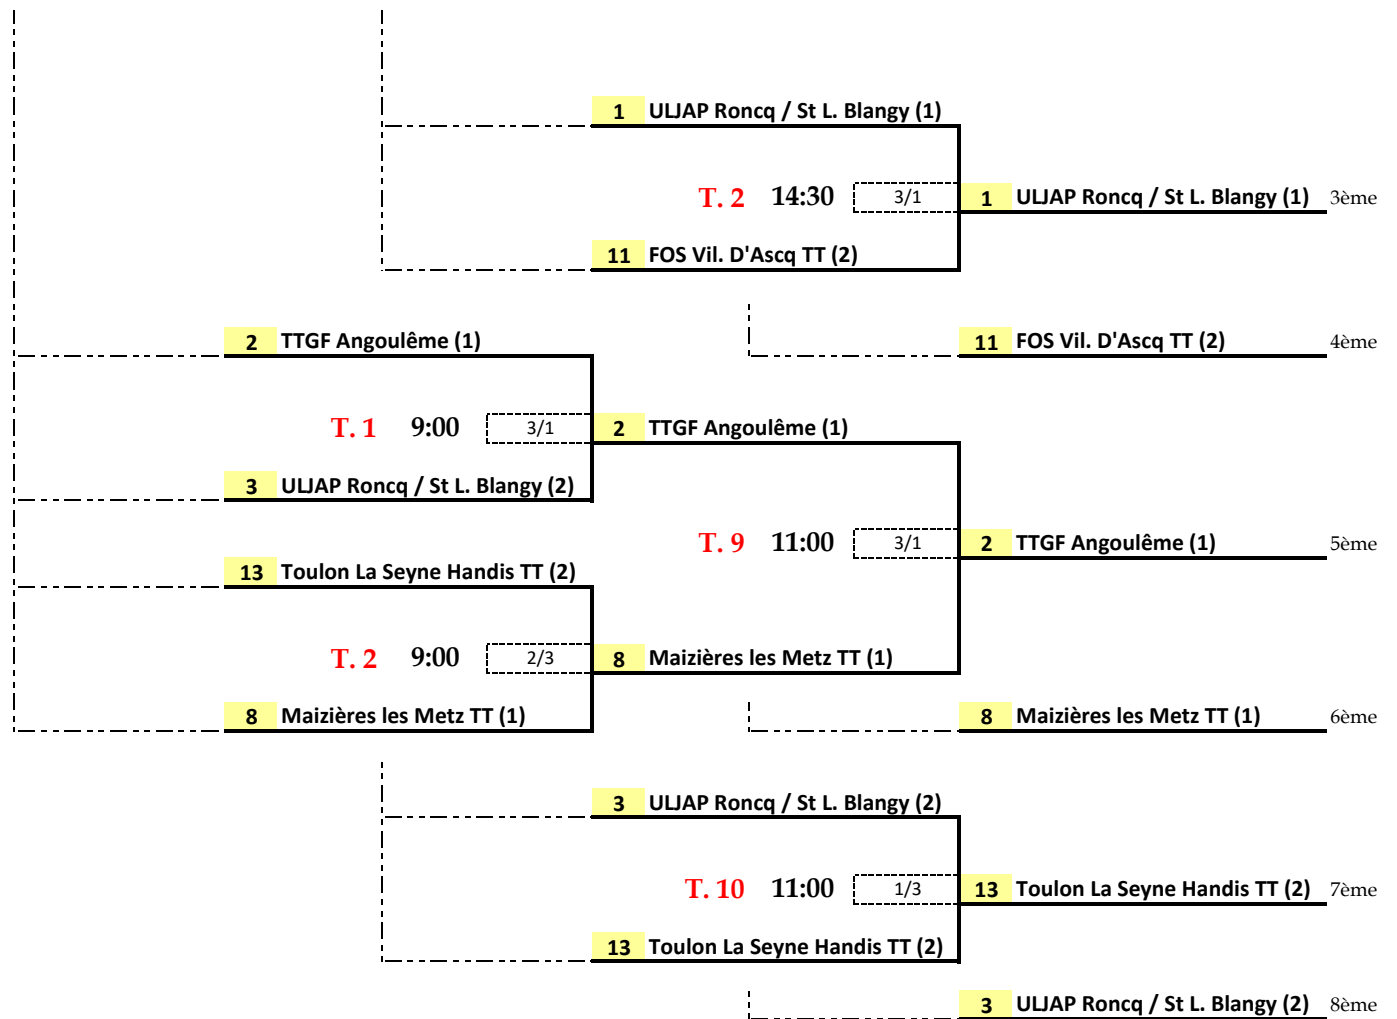 1 ULJAP Roncq / St L. Blangy (1)
T. 2 14:30 3/1 1 ULJAP Roncq / St L. Blangy (1) 3ème
11 FOS Vil. D'Ascq TT (2)
2 TTGF Angoulême (1) 11 FOS Vil. D'Ascq TT (2) 4ème
T. 1 9:00 3/1 2 TTGF Angoulême (1)
3 ULJAP Roncq / St L. Blangy (2)
T. 9 11:00 3/1 2 TTGF Angoulême (1) 5ème
13 Toulon La Seyne Handis TT (2)
T. 2 9:00 2/3 8 Maizières les Metz TT (1)
8 Maizières les Metz TT (1) 8 Maizières les Metz TT (1) 6ème
3 ULJAP Roncq / St L. Blangy (2)
T. 10 11:00 1/3 13 Toulon La Seyne Handis TT (2) 7ème
13 Toulon La Seyne Handis TT (2)
3 ULJAP Roncq / St L. Blangy (2) 8ème